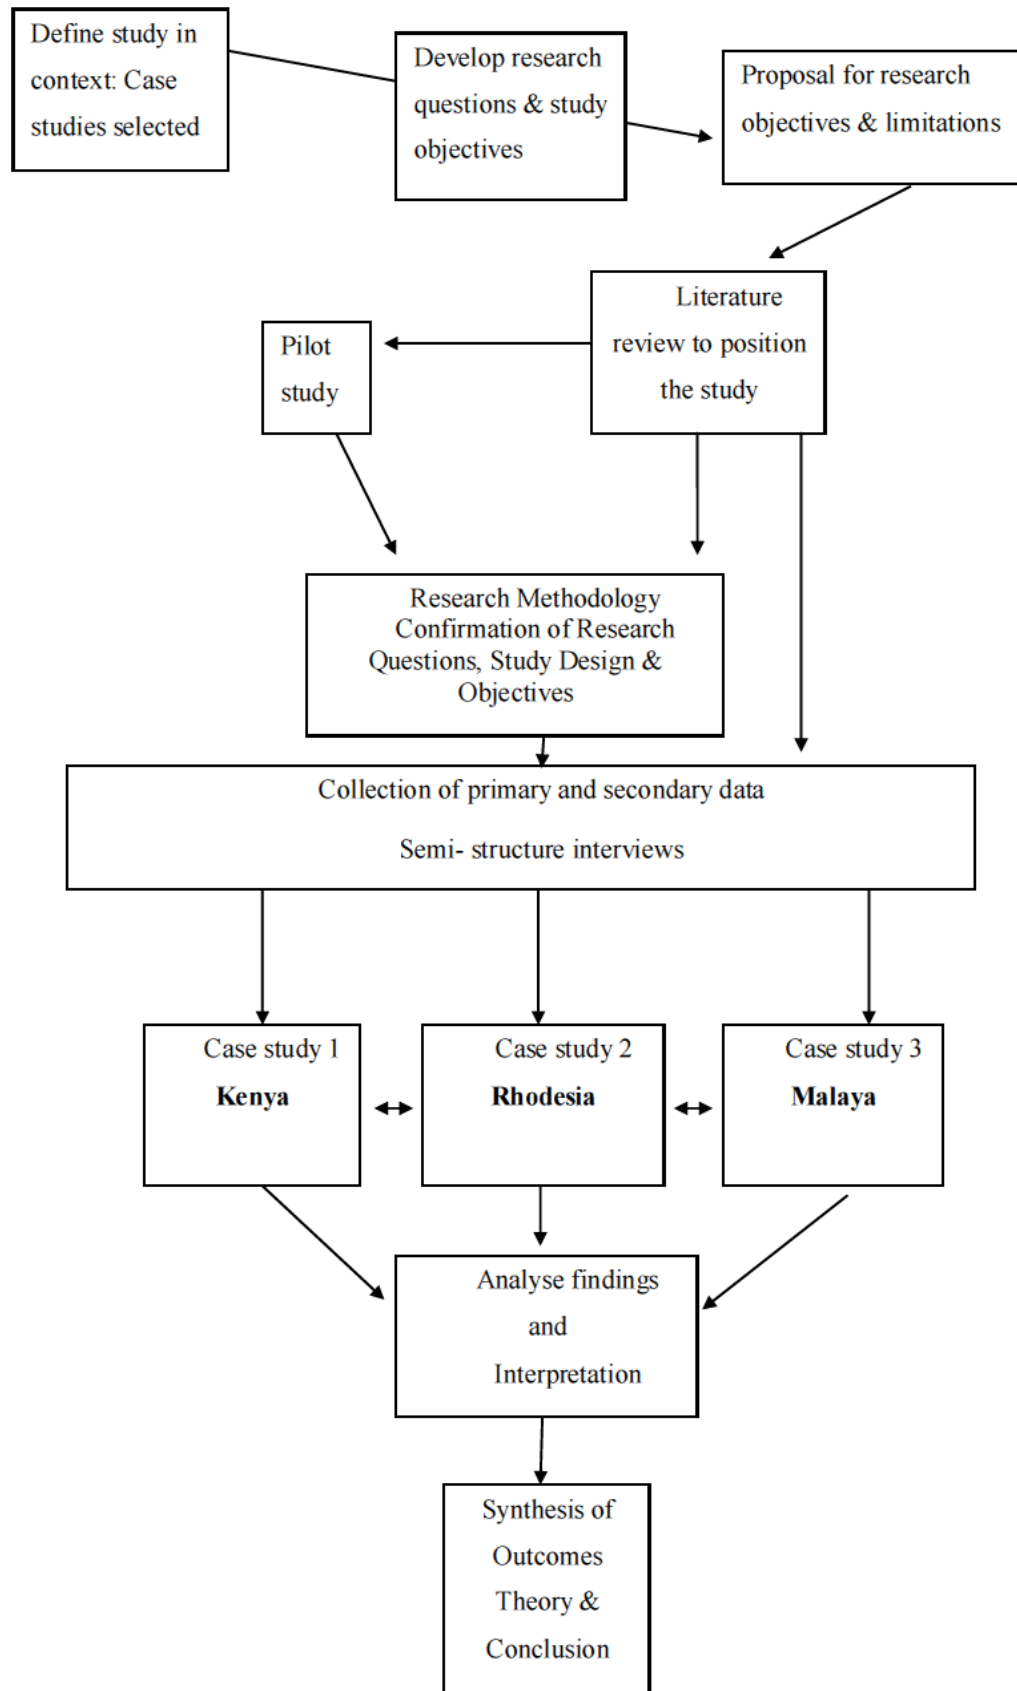 Define study in
context: Case
studies selected
Develop research
questions & study
objectives
Proposal for research
objectives & limitations
Literature
review to position
the study
Pilot
study
Research Methodology
Confirmation of Research
Questions, Study Design &
Objectives
Collection of primary and secondary data
Semi- structure interviews
Case study 1
Kenya
Case study 2
Rhodesia
Case study 3
Malaya
Analyse findings
and
Interpretation
Synthesis of
Outcomes
Theory &
Conclusion